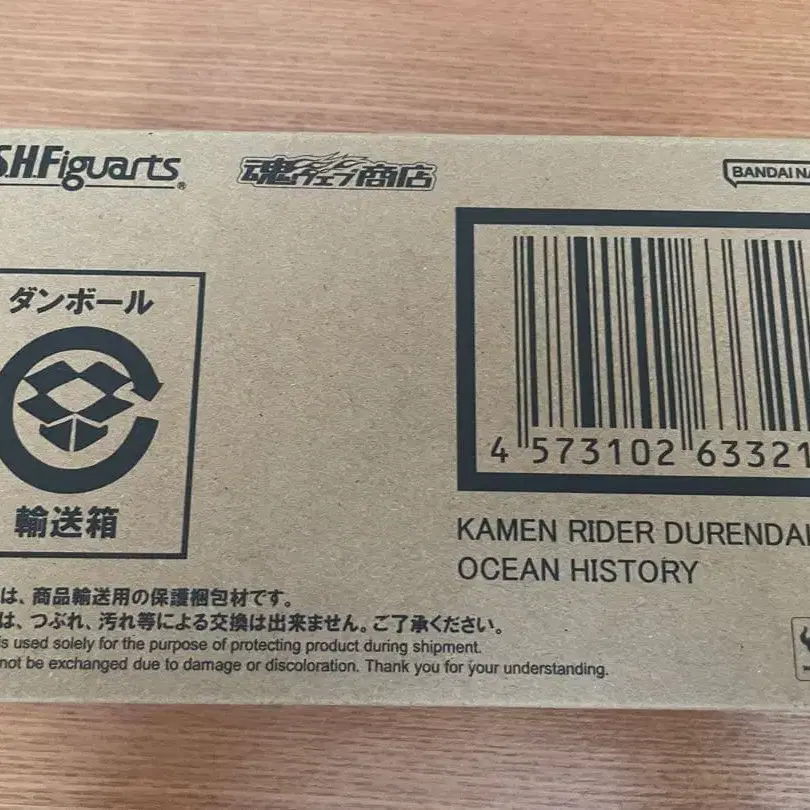 S.H.Figuarts®
魂ウェブ商店
BANDAI NA
ダンボール
輸送箱
4 573102 63321
KAMEN RIDER DURENDAL
OCEAN HISTORY
は、商品輸送用の保護梱包材です。
は、つぶれ、汚れ等による交換は出来ません。ご了承ください。
is used solely for the purpose of protecting product during shipment.
not be exchanged due to damage or discoloration. Thank you for your understanding.